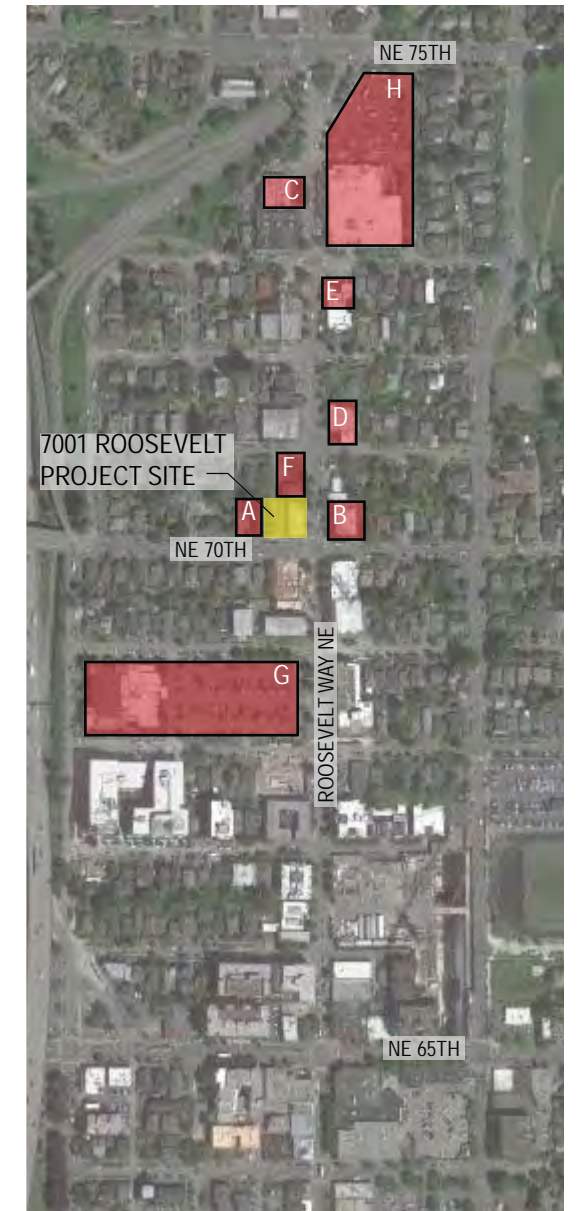 NE 75TH
H
C
E
D
7001 ROOSEVELT
PROJECT SITE
F
A
B
NE 70TH
G
ROOSEVELT WAY NE
NE 65TH